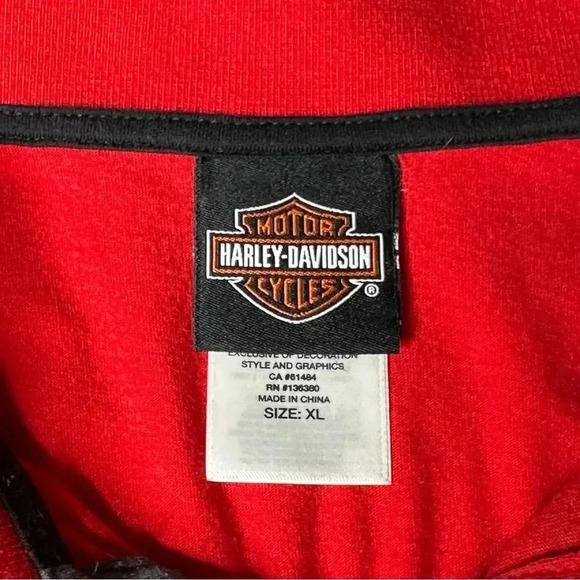 MOTOR
HARLEY-DAVIDSON
CYCLES
®
EXCLUSIVE OF DECORATION
STYLE AND GRAPHICS
CA #61484
RN #136380
MADE IN CHINA
SIZE: XL